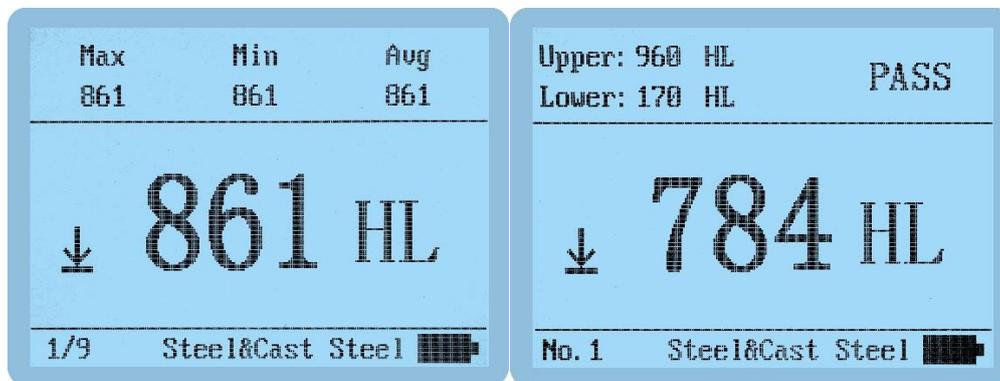 Max Min Avg
861 861 861
861 HL
1/9 Steel&Cast Steel
Upper: 960 HL
Lower: 170 HL
PASS
784 HL
No. 1 Steel&Cast Steel